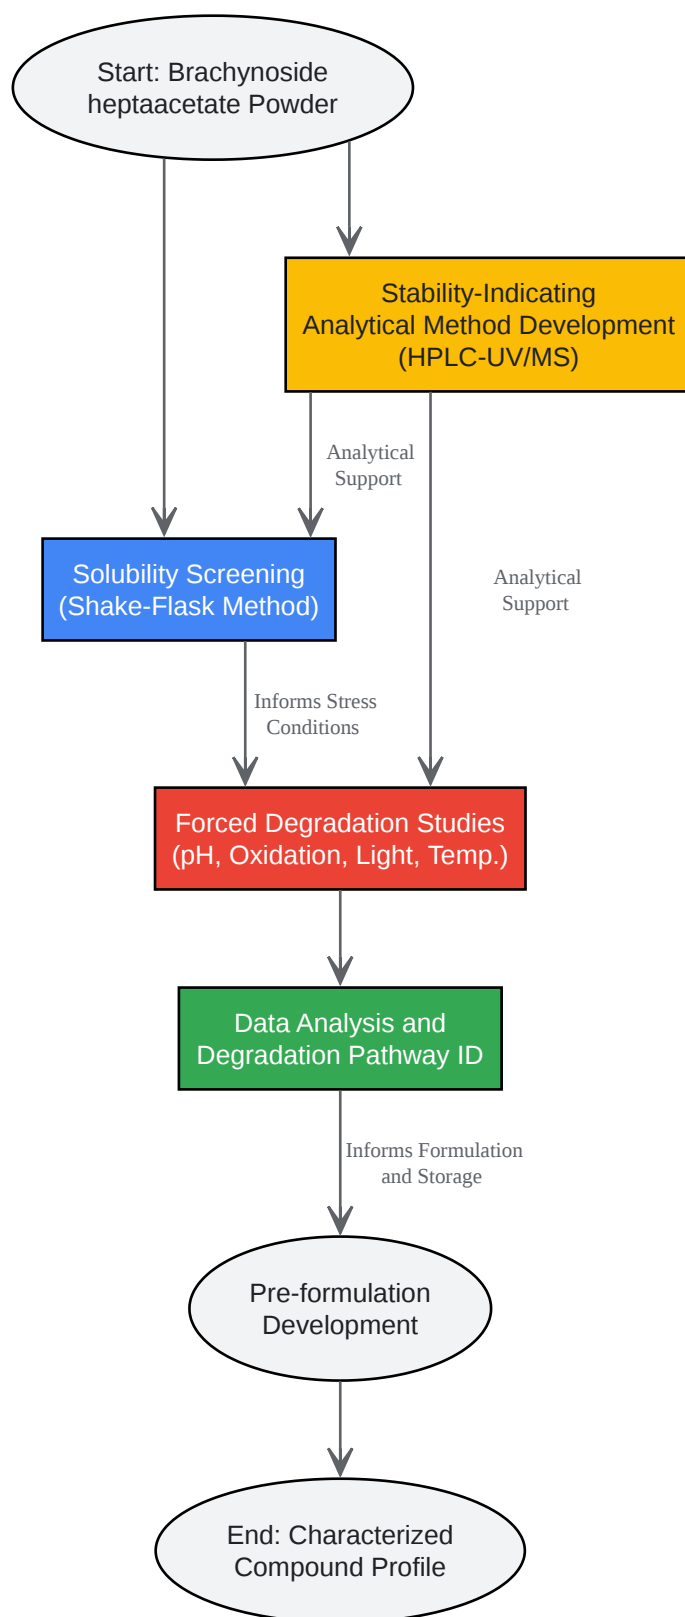 Start: Brachynoside
heptaacetate Powder
Stability-Indicating
Analytical Method Development
(HPLC-UV/MS)
Analytical
Support
Solubility Screening
(Shake-Flask Method)
Analytical
Support
Informs Stress
Conditions
Forced Degradation Studies
(pH, Oxidation, Light, Temp.)
Data Analysis and
Degradation Pathway ID
Informs Formulation
and Storage
Pre-formulation
Development
End: Characterized
Compound Profile